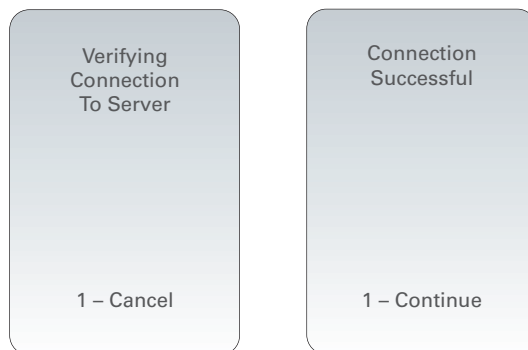 Verifying
Connection
To Server
1 – Cancel
Connection
Successful
1 – Continue